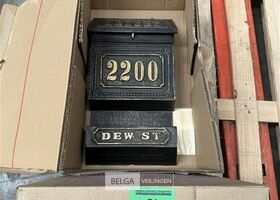 2200
DEW ST
BELGA
VEILINGEN